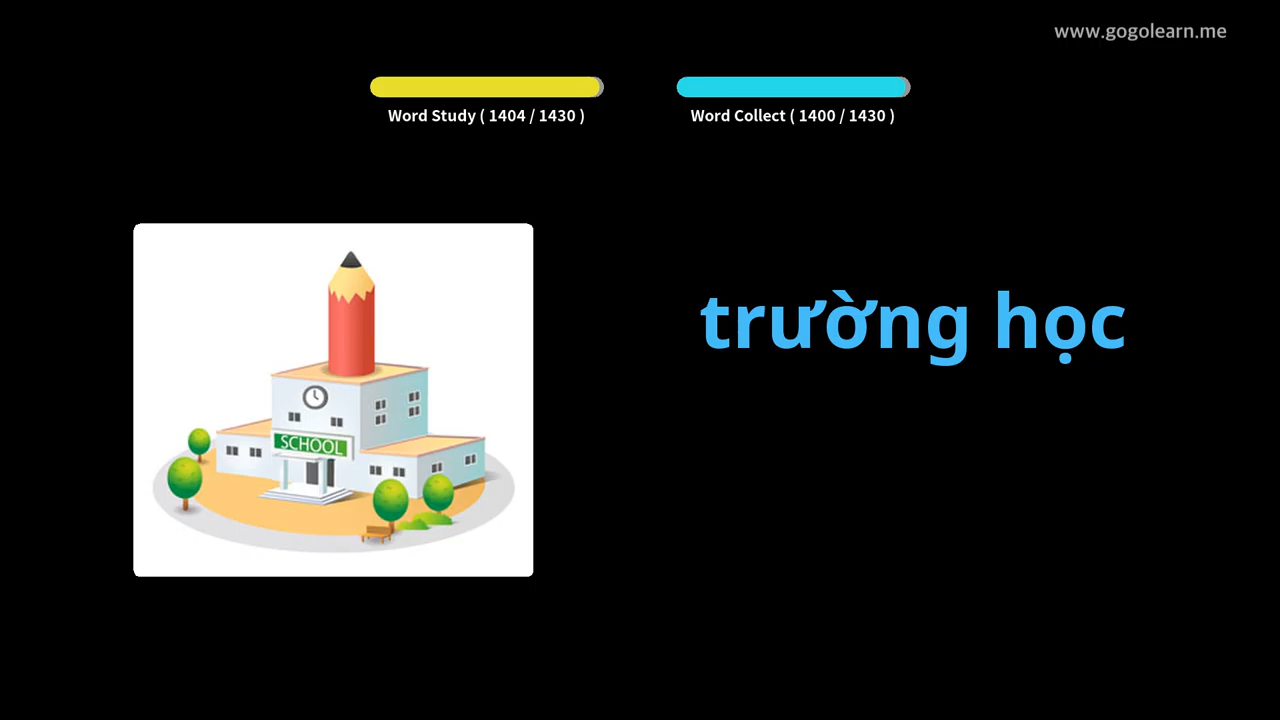 www.gogolearn.me
Word Study ( 1404 / 1430 )
Word Collect ( 1400 / 1430 )
trường học
SCHOOL